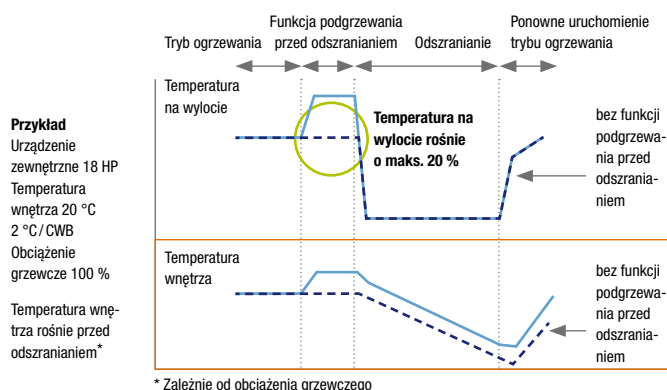 Tryb ogrzewania
Funkcja podgrzewania
przed odszranianiem
Odszranianie
Ponowne uruchomienie
trybu ogrzewania
Przykład
Urządzenie
zewnętrzne 18 HP
Temperatura
wnętrza 20 °C
2 °C / CWB
Obciążenie
grzewcze 100 %
Temperatura wnę-
trza rośnie przed
odszranianiem*
Temperatura
na wylocie
Temperatura na
wylocie rośnie
o maks. 20 %
bez funkcji
podgrzewa-
nia przed
odszrania-
niem
Temperatura
wnętrza
bez funkcji
podgrzewa-
nia przed
odszrania-
niem
* Zależnie od obciążenia grzewczego